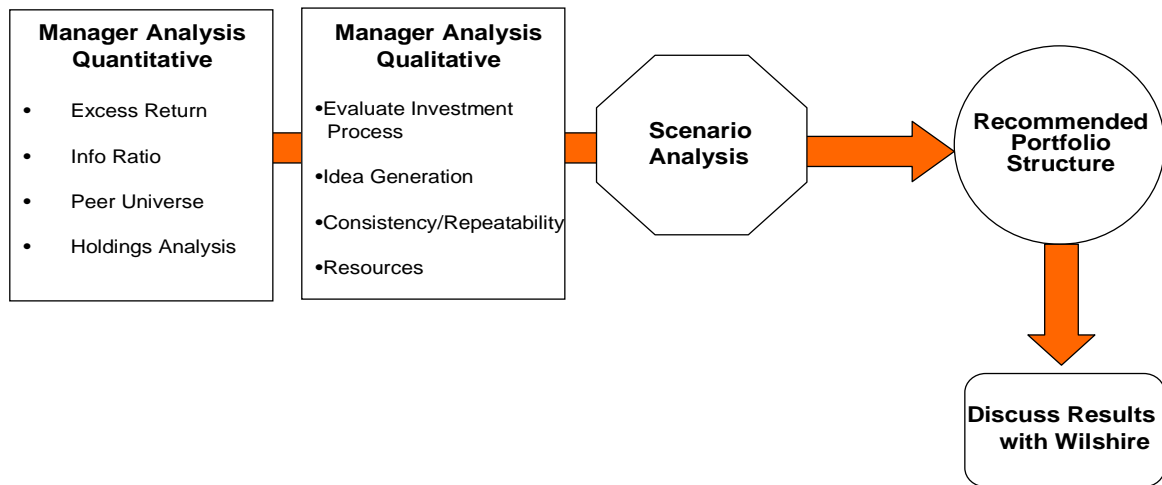 Manager Analysis
Quantitative
• Excess Return
• Info Ratio
• Peer Universe
• Holdings Analysis
Manager Analysis
Qualitative
•Evaluate Investment
Process
•Idea Generation
•Consistency/Repeatability
•Resources
Scenario
Analysis
Recommended
Portfolio
Structure
Discuss Results
with Wilshire